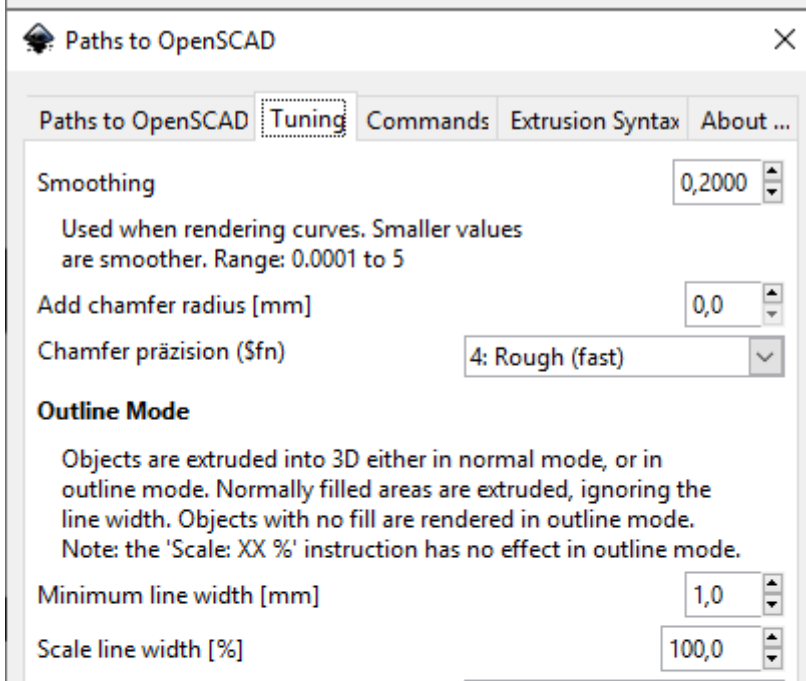 Paths to OpenSCAD
Paths to OpenSCAD Tuning Commands Extrusion Syntax About ...
Smoothing 0,2000
Used when rendering curves. Smaller values
are smoother. Range: 0.0001 to 5
Add chamfer radius [mm] 0,0
Chamfer präzision ($fn) 4: Rough (fast)
Outline Mode
Objects are extruded into 3D either in normal mode, or in
outline mode. Normally filled areas are extruded, ignoring the
line width. Objects with no fill are rendered in outline mode.
Note: the 'Scale: XX %' instruction has no effect in outline mode.
Minimum line width [mm] 1,0
Scale line width [%] 100,0